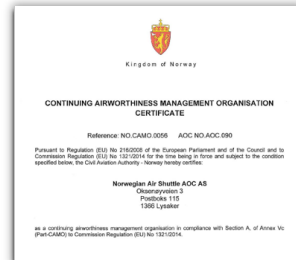 Kingdom of Norway
CONTINUING AIRWORTHINESS MANAGEMENT ORGANISATION
CERTIFICATE
Reference: NO.CAMO.0056 AOC NO.AOC.090
Pursuant to Regulation (EU) No 216/2008 of the European Parliament and of the Council and to
Commission Regulation (EU) No 1321/2014 for the time being in force and subject to the condition
specified below, the Civil Aviation Authority - Norway hereby certifies:
Norwegian Air Shuttle AOC AS
Oksenøyveien 3
Postboks 115
1366 Lysaker
as a continuing airworthiness management organisation in compliance with Section A, of Annex Vc
(Part-CAMO) to Commission Regulation (EU) No 1321/2014.